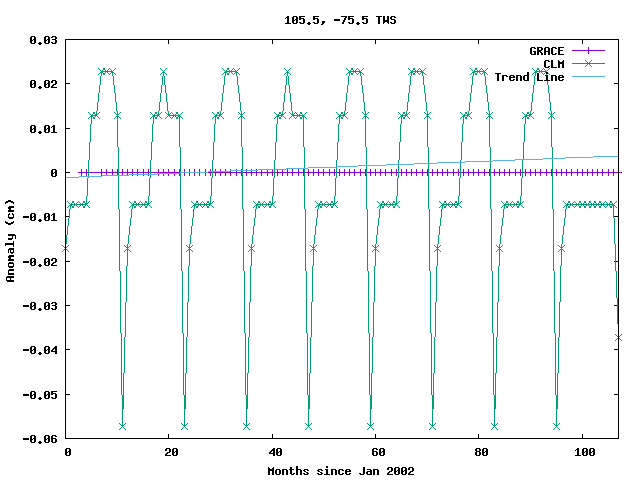 105.5, -75.5 TWS
GRACE
CLM
Trend Line
0.03
0.02
0.01
0
-0.01
-0.02
-0.03
-0.04
-0.05
-0.06
Anomaly (cm)
0 20 40 60 80 100
Months since Jan 2002